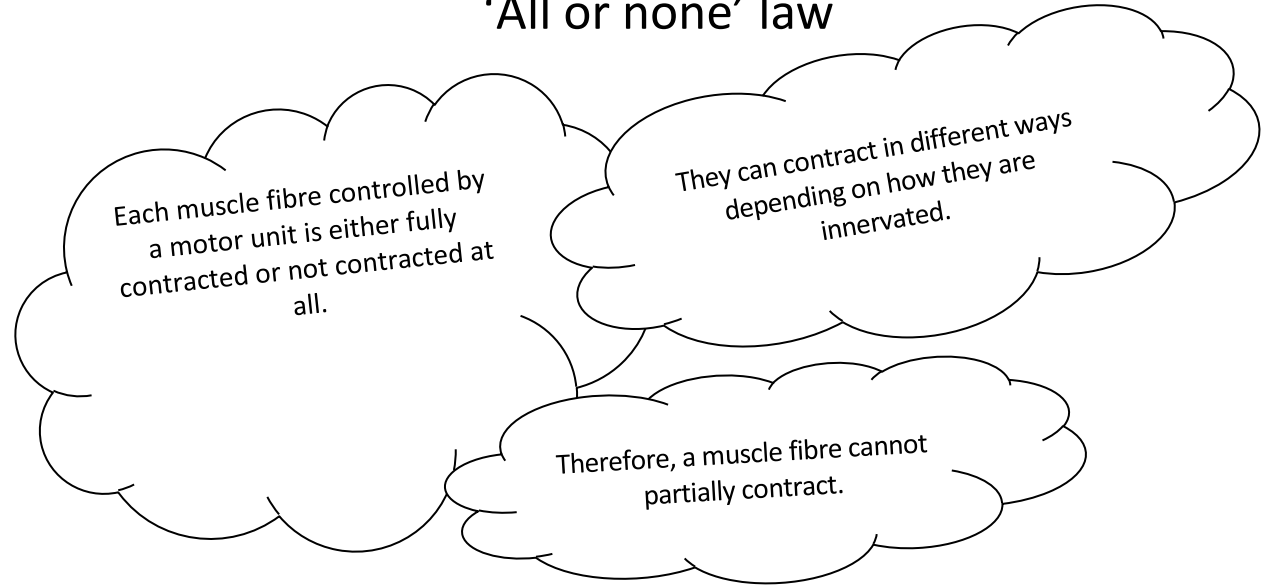 ‘All or none’ law
Each muscle fibre controlled by
a motor unit is either fully
contracted or not contracted at
all.
They can contract in different ways
depending on how they are
innervated.
Therefore, a muscle fibre cannot
partially contract.